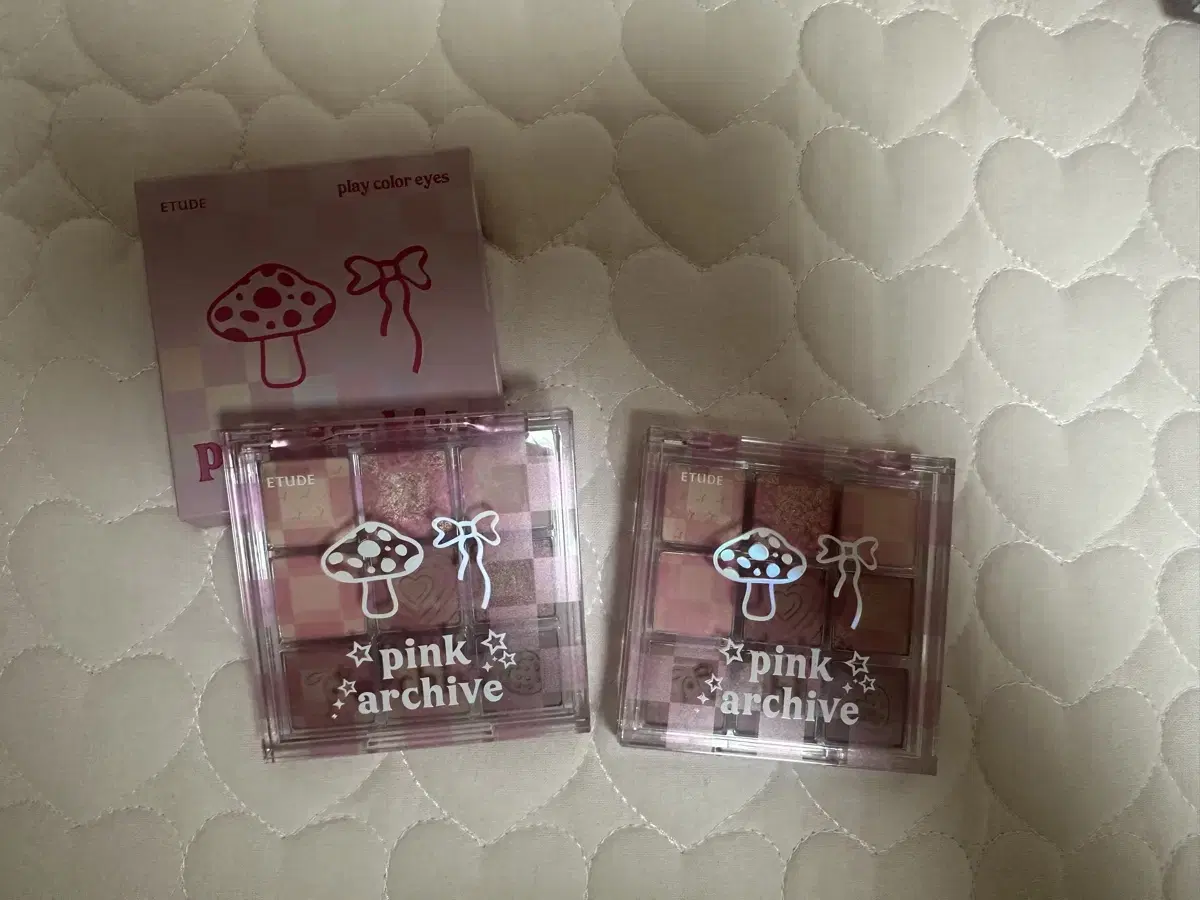 ETUDE
play color eyes
ETUDE
pink
archive
ETUDE
pink
archive